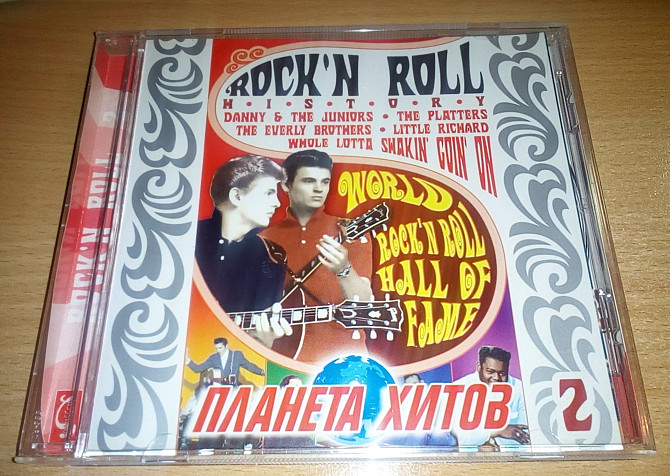 ROCK'N ROLL
H·I·S·T·O·R·Y
DANNY & THE JUNIORS · THE PLATTERS
THE EVERLY BROTHERS · LITTLE RICHARD
WHOLE LOTTA SHAKIN' GOIN' ON
WORLD
ROCK'N ROLL
HALL OF
FAME
ПЛАНЕТА ХИТОВ
2
ROCK'N ROLL